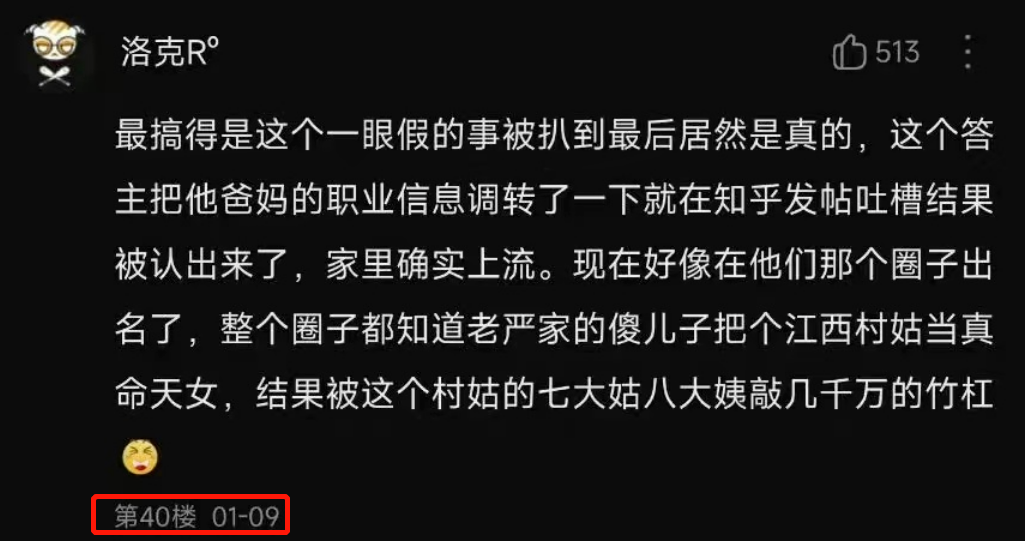 洛克Rº
513
最搞得是这个一眼假的事被扒到最后居然是真的，这个答
主把他爸妈的职业信息调转了一下就在知乎发帖吐槽结果
被认出来了，家里确实上流。现在好像在他们那个圈子出
名了，整个圈子都知道老严家的傻儿子把个江西村姑当真
命天女，结果被这个村姑的七大姑八大姨敲几千万的竹杠
第40楼 01-09